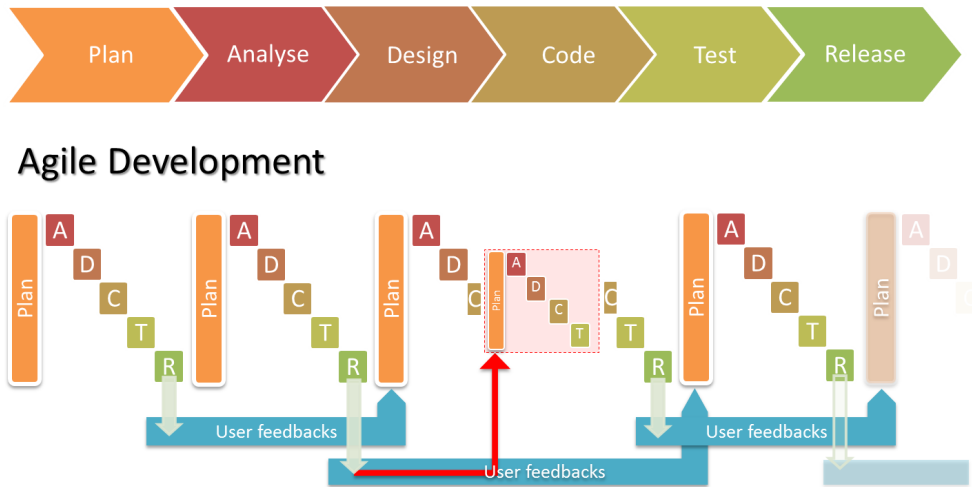 Plan Analyse Design Code Test Release
Agile Development
Plan A D C T R
Plan A D C T R
Plan A D C
Plan A D C T
C T R
Plan A D C T R
Plan A D C
User feedbacks
User feedbacks
User feedbacks